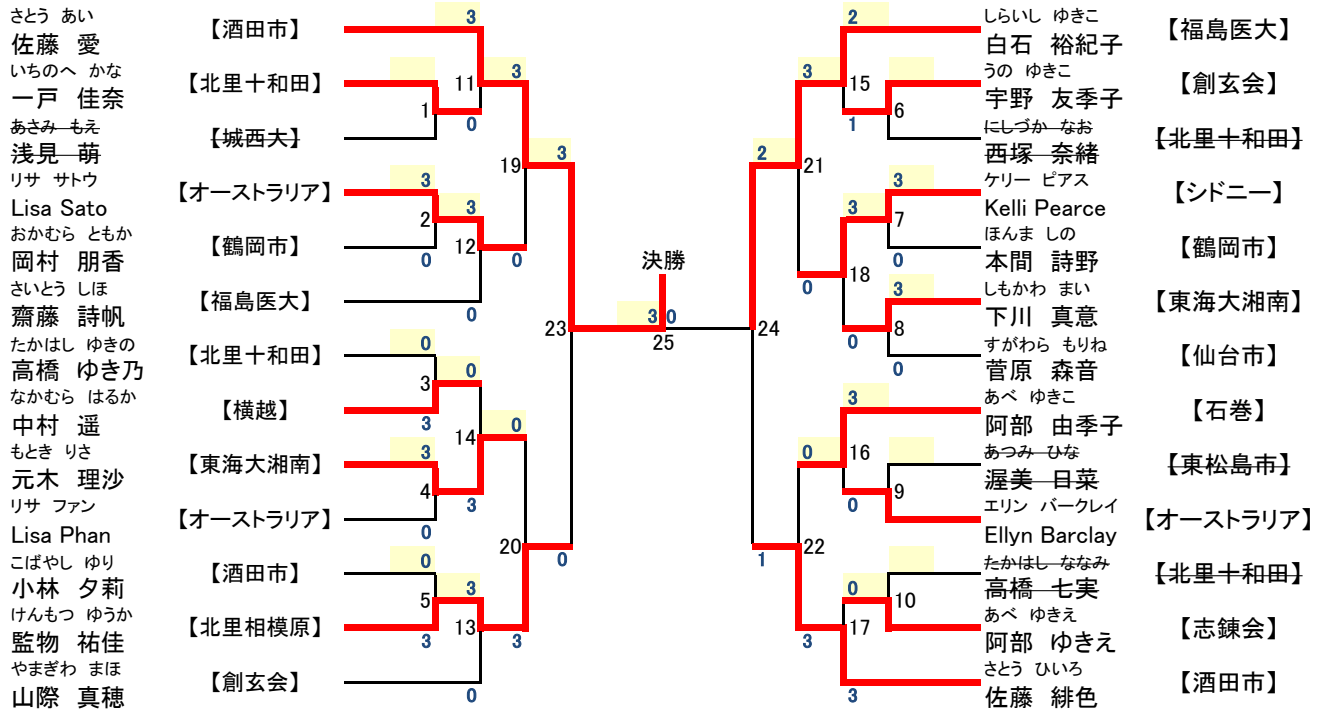 さとう あい
佐藤 愛
【酒田市】
いちのへ かな
一戸 佳奈
【北里十和田】
あさみ もえ
浅見 萌
【城西大】
リサ サトウ
Lisa Sato
【オーストラリア】
おかむら ともか
岡村 朋香
【鶴岡市】
さいとう しほ
齋藤 詩帆
【福島医大】
たかはし ゆきの
高橋 ゆき乃
【北里十和田】
なかむら はるか
中村 遥
【横越】
もとき りさ
元木 理沙
【東海大湘南】
リサ ファン
Lisa Phan
【オーストラリア】
こばやし ゆり
小林 夕莉
【酒田市】
けんもつ ゆうか
監物 祐佳
【北里相模原】
やまぎわ まほ
山際 真穂
【創玄会】
3
11
3
1
0
19
3
3
2
3
0
12
0
0
23
0
3
0
3
14
0
3
4
3
0
20
0
0
5
3
3
13
3
0
決勝
3 0
25
2
15
3
6
1
2
21
3
7
3
0
18
0
3
8
0
0
24
3
16
0
9
0
22
1
0
10
17
3
3
しらいし ゆきこ
白石 裕紀子
【福島医大】
うの ゆきこ
宇野 友季子
【創玄会】
にしづか なお
西塚 奈緒
【北里十和田】
ケリー ピアス
Kelli Pearce
【シドニー】
ほんま しの
本間 詩野
【鶴岡市】
しもかわ まい
下川 真意
【東海大湘南】
すがわら もりね
菅原 森音
【仙台市】
あべ ゆきこ
阿部 由季子
【石巻】
あつみ ひな
渥美 日菜
【東松島市】
エリン バークレイ
Ellyn Barclay
【オーストラリア】
たかはし ななみ
高橋 七実
【北里十和田】
あべ ゆきえ
阿部 ゆきえ
【志錬会】
さとう ひいろ
佐藤 緋色
【酒田市】